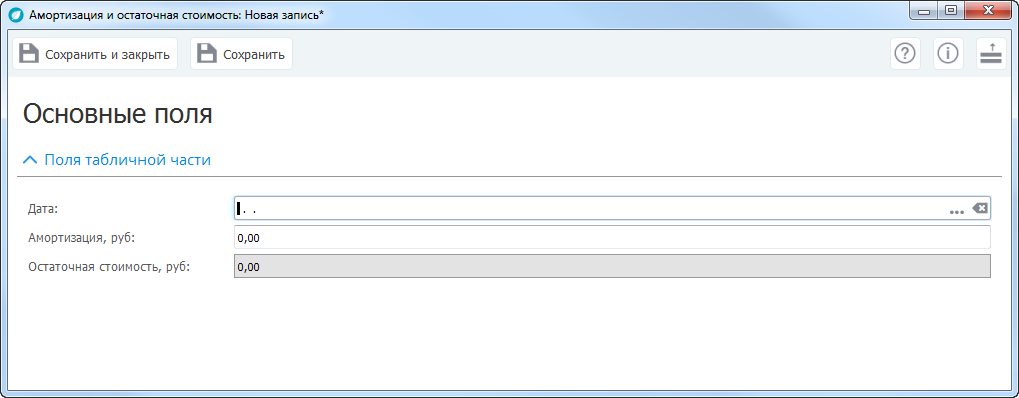 Амортизация и остаточная стоимость: Новая запись*
Сохранить и закрыть Сохранить
Основные поля
Поля табличной части
Дата: . .
Амортизация, руб: 0,00
Остаточная стоимость, руб: 0,00